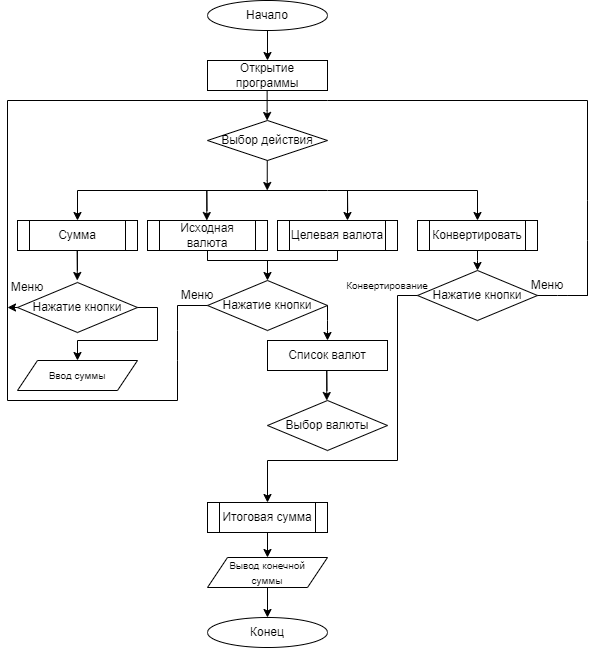 Начало
Открытие
программы
Выбор действия
Сумма
Исходная
валюта
Целевая валюта
Конвертировать
Меню
Нажатие кнопки
Меню
Нажатие кнопки
Конвертирование
Нажатие кнопки
Меню
Ввод суммы
Список валют
Выбор валюты
Итоговая сумма
Вывод конечной
суммы
Конец